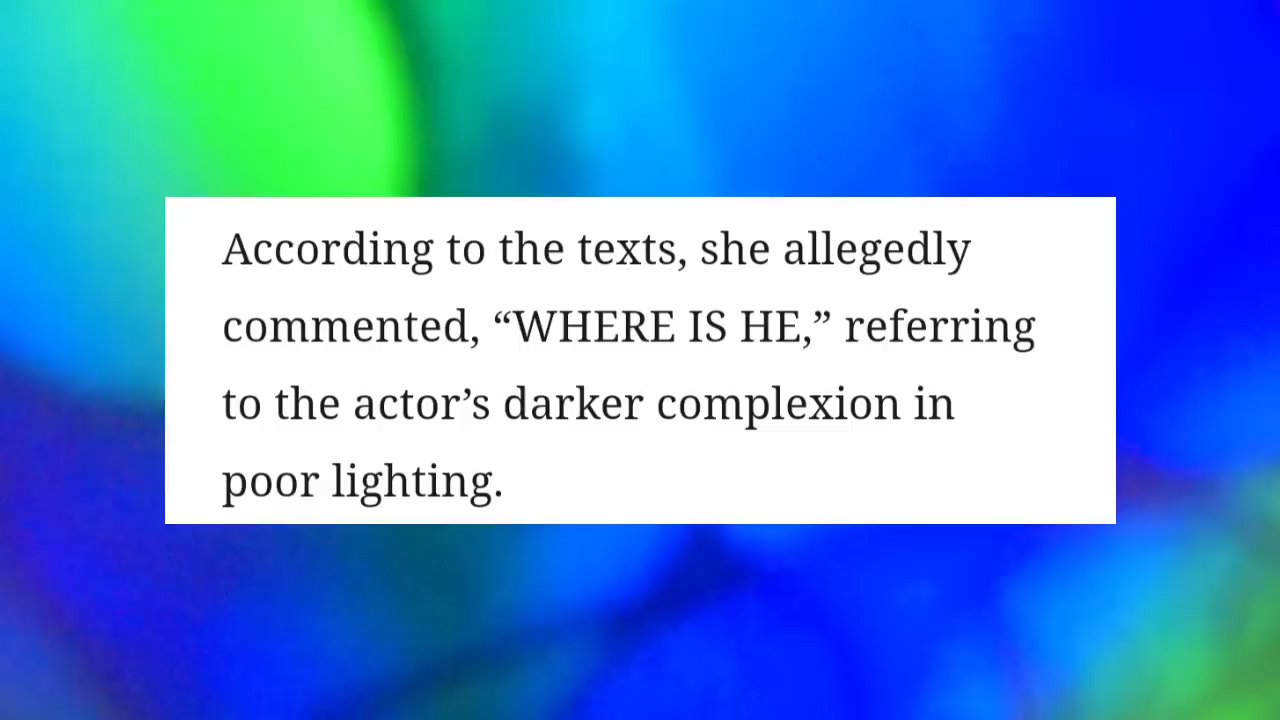 According to the texts, she allegedly
commented, “WHERE IS HE,” referring
to the actor’s darker complexion in
poor lighting.